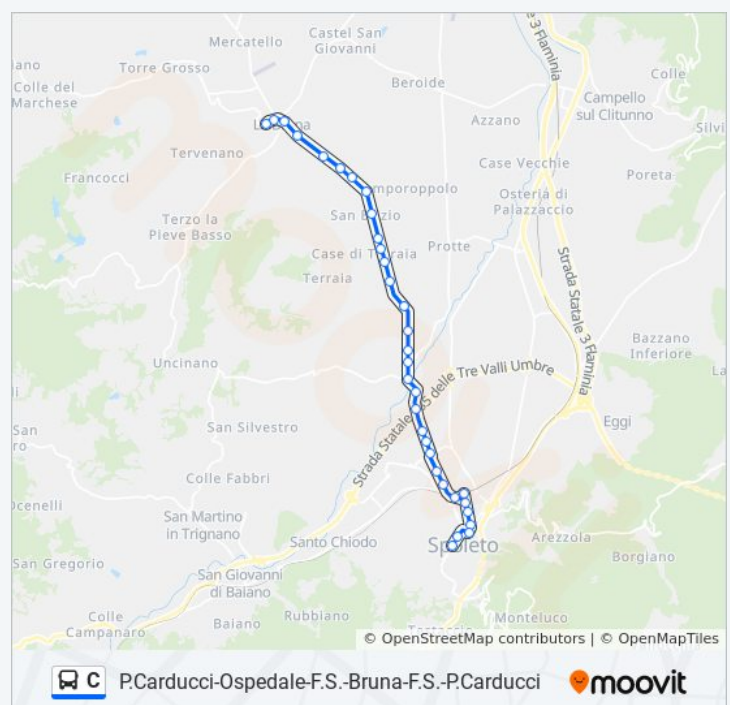 Mercatello
Castel San
Giovanni
Torre Grosso
Colle del
Marchese
Beroide
Colle
Campello
sul Clitunno
Azzano
Tervenano
Case Vecchie
Francocci
Poreta
Osteria di
Palazzaccio
Terzo la
Pieve Basso
Protte
Case di Terraia
Terraia
Strada Statale 3 Flaminia
Bazzano
Inferiore
Uncinano
delle Tre Valli Umbre
Strada Statale
Eggi
San Silvestro
Colle Fabbri
San Martino
in Trignano
Santo Chiodo
Spoleto
Arezzola
San Gregorio
Borgiano
San Giovanni
di Baiano
Rubbiano
Colle
Campanaro
Baiano
Monteluco
© OpenStreetMap contributors | © OpenMapTiles
C P.Carducci-Ospedale-F.S.-Bruna-F.S.-P.Carducci moovit